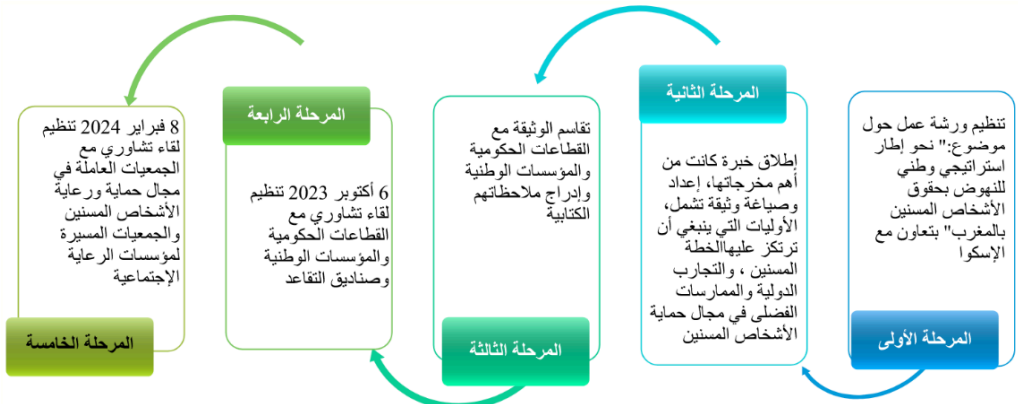 المرحلة الأولى
تنظيم ورشة عمل حول
موضوع:" نحو إطار
استراتيجي وطني
للنهوض بحقوق
الأشخاص المسنين
بالمغرب" بتعاون مع
الإسكوا
المرحلة الثانية
إطلاق خبرة كانت من
أهم مخرجاتها، إعداد
وصياغة وثيقة تشمل،
الأوليات التي ينبغي أن
ترتكز عليهاالخطة
المسنين ، والتجارب
الدولية والممارسات
الفضلى في مجال حماية
الأشخاص المسنين
المرحلة الثالثة
تقاسم الوثيقة مع
القطاعات الحكومية
والمؤسسات الوطنية
وإدراج ملاحظاتهم
الكتابية
المرحلة الرابعة
6 أكتوبر 2023 تنظيم
لقاء تشاوري مع
القطاعات الحكومية
والمؤسسات الوطنية
وصناديق التقاعد
المرحلة الخامسة
8 فبراير 2024 تنظيم
لقاء تشاوري مع
الجمعيات العاملة في
مجال حماية ورعاية
الأشخاص المسنين
والجمعيات المسيرة
لمؤسسات الرعاية
الإجتماعية